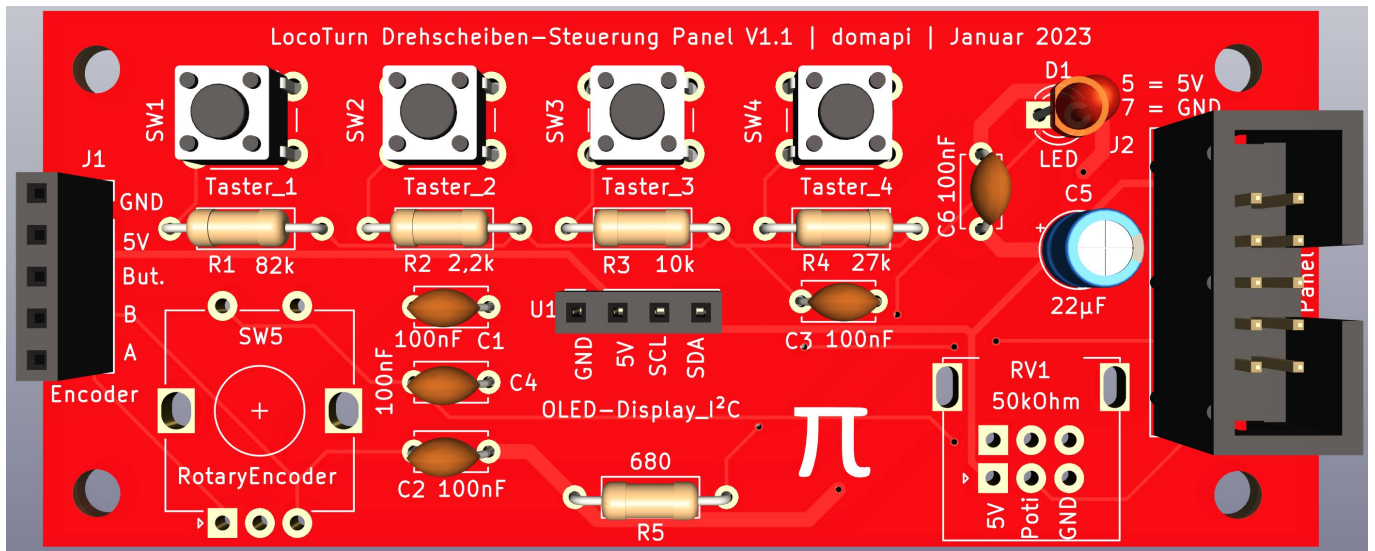 LocoTurn Drehscheiben-Steuerung Panel V1.1 | domapi | Januar 2023
SW1
SW2
SW3
SW4
D1
5 = 5V
7 = GND
J2
LED
J1
Taster_1
Taster_2
Taster_3
Taster_4
C6 100nF
C5
+
22µF
GND
5V
But.
B
A
Encoder
R1 82k
R2 2,2k
R3 10k
R4 27k
Panel
SW5
100nF C1
U1
C3 100nF
GND
5V
SCL
SDA
100nF
C4
OLED-Display_I²C
RV1
50kOhm
π
RotaryEncoder
C2 100nF
680
R5
5V
Poti
GND